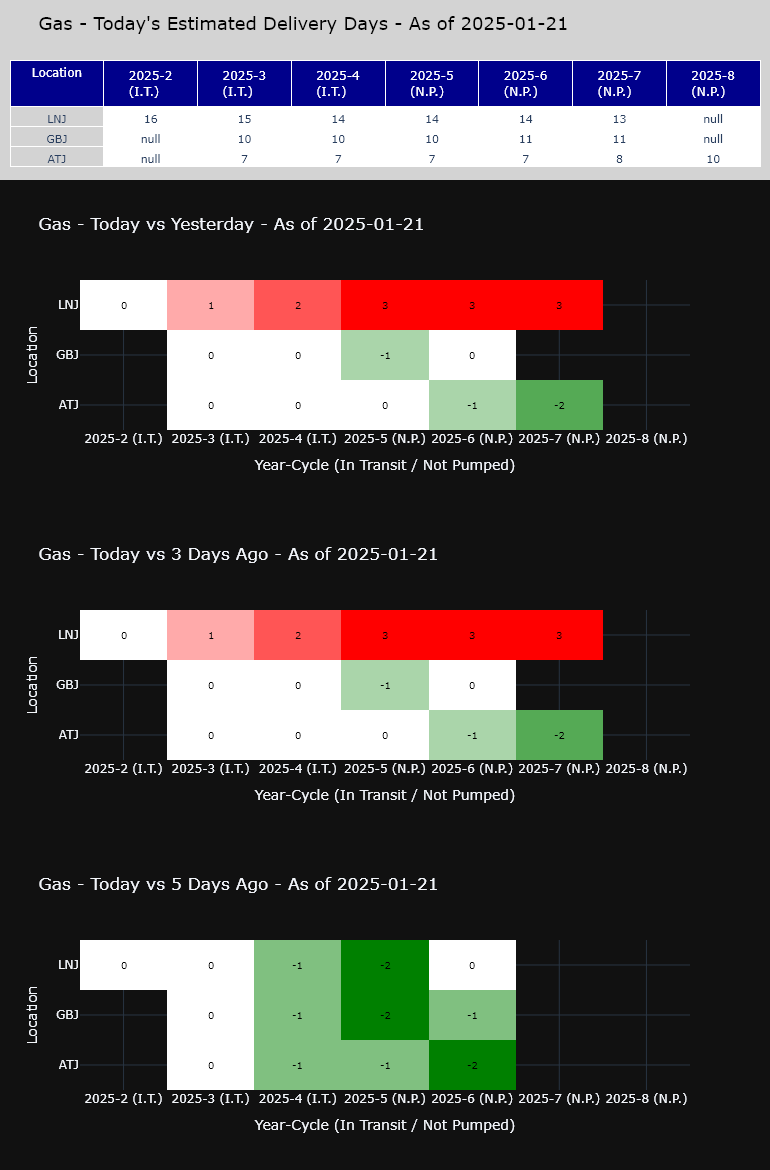 Gas - Today's Estimated Delivery Days - As of 2025-01-21
Location 2025-2 (I.T.) 2025-3 (I.T.) 2025-4 (I.T.) 2025-5 (N.P.) 2025-6 (N.P.) 2025-7 (N.P.) 2025-8 (N.P.)
LNJ 16 15 14 14 14 13 null
GBJ null 10 10 10 11 11 null
ATJ null 7 7 7 7 8 10
Gas - Today vs Yesterday - As of 2025-01-21
Location
LNJ 0 1 2 3 3 3
GBJ 0 0 -1 0
ATJ 0 0 0 -1 -2
2025-2 (I.T.) 2025-3 (I.T.) 2025-4 (I.T.) 2025-5 (N.P.) 2025-6 (N.P.) 2025-7 (N.P.) 2025-8 (N.P.)
Year-Cycle (In Transit / Not Pumped)
Gas - Today vs 3 Days Ago - As of 2025-01-21
Location
LNJ 0 1 2 3 3 3
GBJ 0 0 -1 0
ATJ 0 0 0 -1 -2
2025-2 (I.T.) 2025-3 (I.T.) 2025-4 (I.T.) 2025-5 (N.P.) 2025-6 (N.P.) 2025-7 (N.P.) 2025-8 (N.P.)
Year-Cycle (In Transit / Not Pumped)
Gas - Today vs 5 Days Ago - As of 2025-01-21
Location
LNJ 0 0 -1 -2 0
GBJ 0 -1 -2 -1
ATJ 0 -1 -1 -2
2025-2 (I.T.) 2025-3 (I.T.) 2025-4 (I.T.) 2025-5 (N.P.) 2025-6 (N.P.) 2025-7 (N.P.) 2025-8 (N.P.)
Year-Cycle (In Transit / Not Pumped)